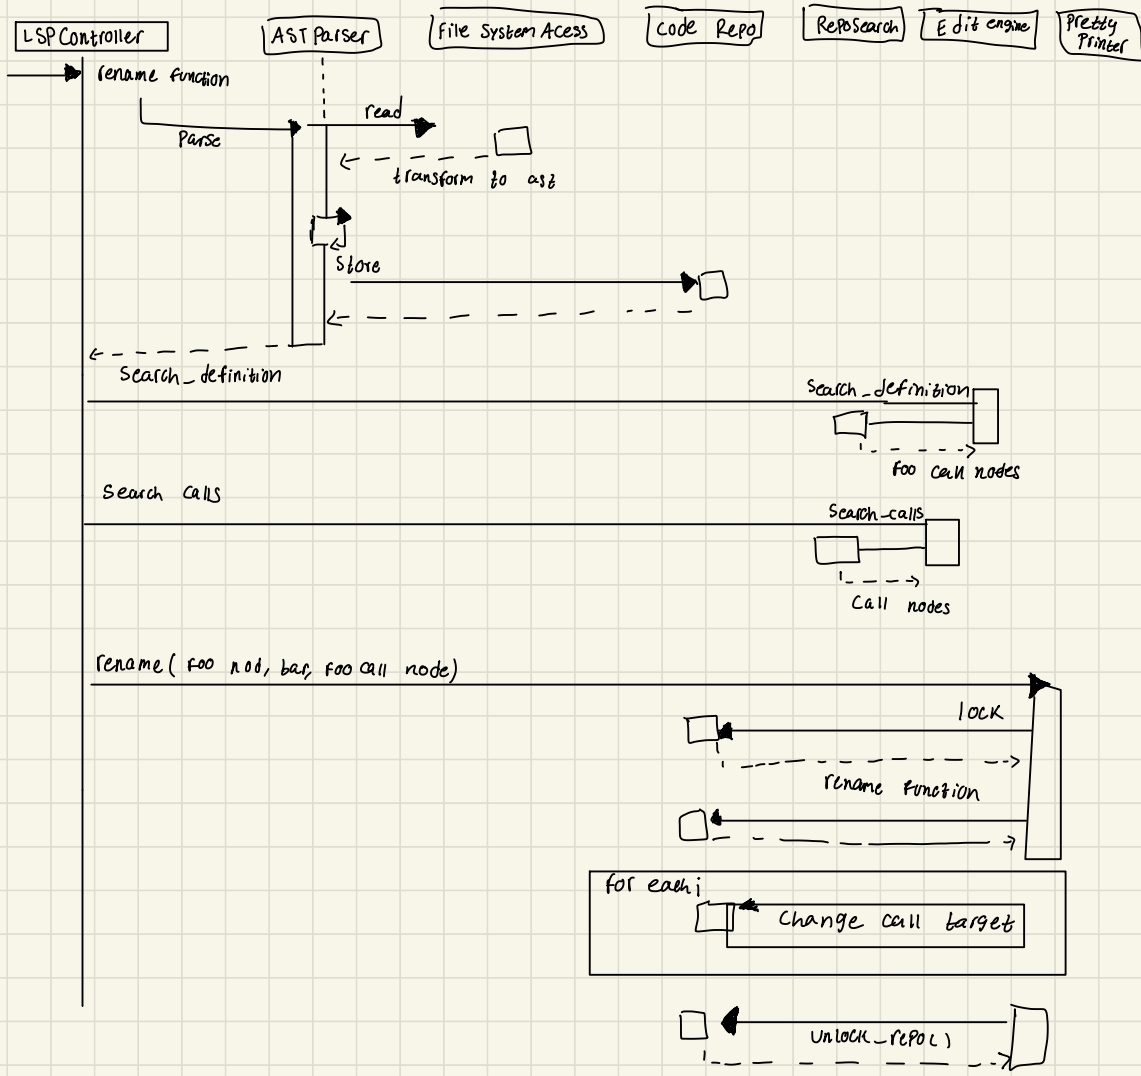 LSPController
ASTParser
File System Acess
Code Repo
RepoSearch
Edit engine
Pretty
Printer
rename function
Parse
read
transform to ast
Store
Search_definition
Search_definition
Foo call nodes
Search calls
Search_calls
Call nodes
rename( Foo nod, bar, Foo call node)
lock
rename function
For each i
Change call target
Unlock_repo()